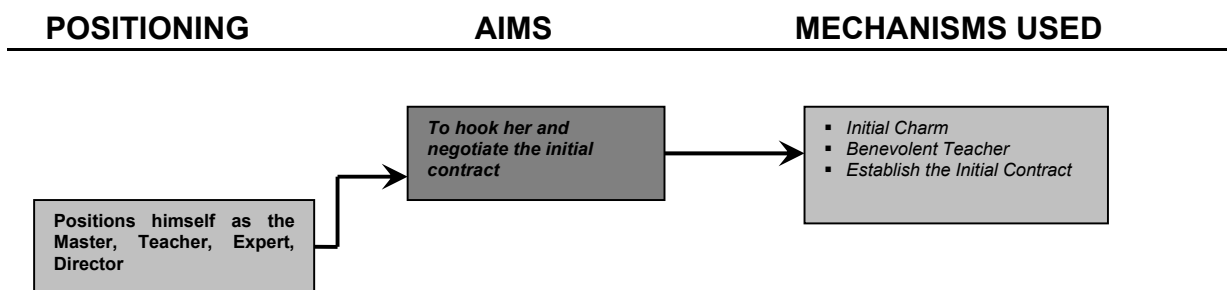 POSITIONING AIMS MECHANISMS USED
To hook her and
negotiate the initial
contract
▪ Initial Charm
▪ Benevolent Teacher
▪ Establish the Initial Contract
Positions himself as the
Master, Teacher, Expert,
Director